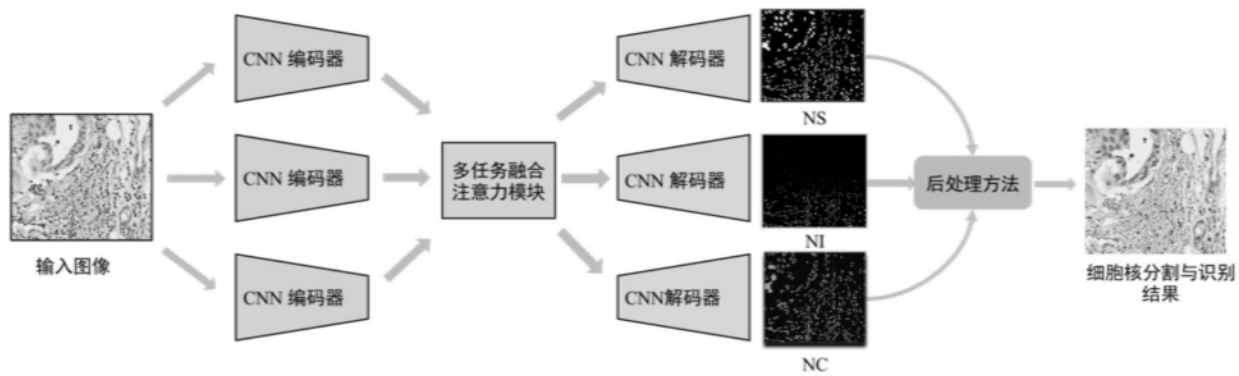 输入图像
CNN 编码器
CNN 编码器
CNN 编码器
多任务融合
注意力模块
CNN 解码器
NS
CNN 解码器
NI
CNN解码器
NC
后处理方法
细胞核分割与识别
结果